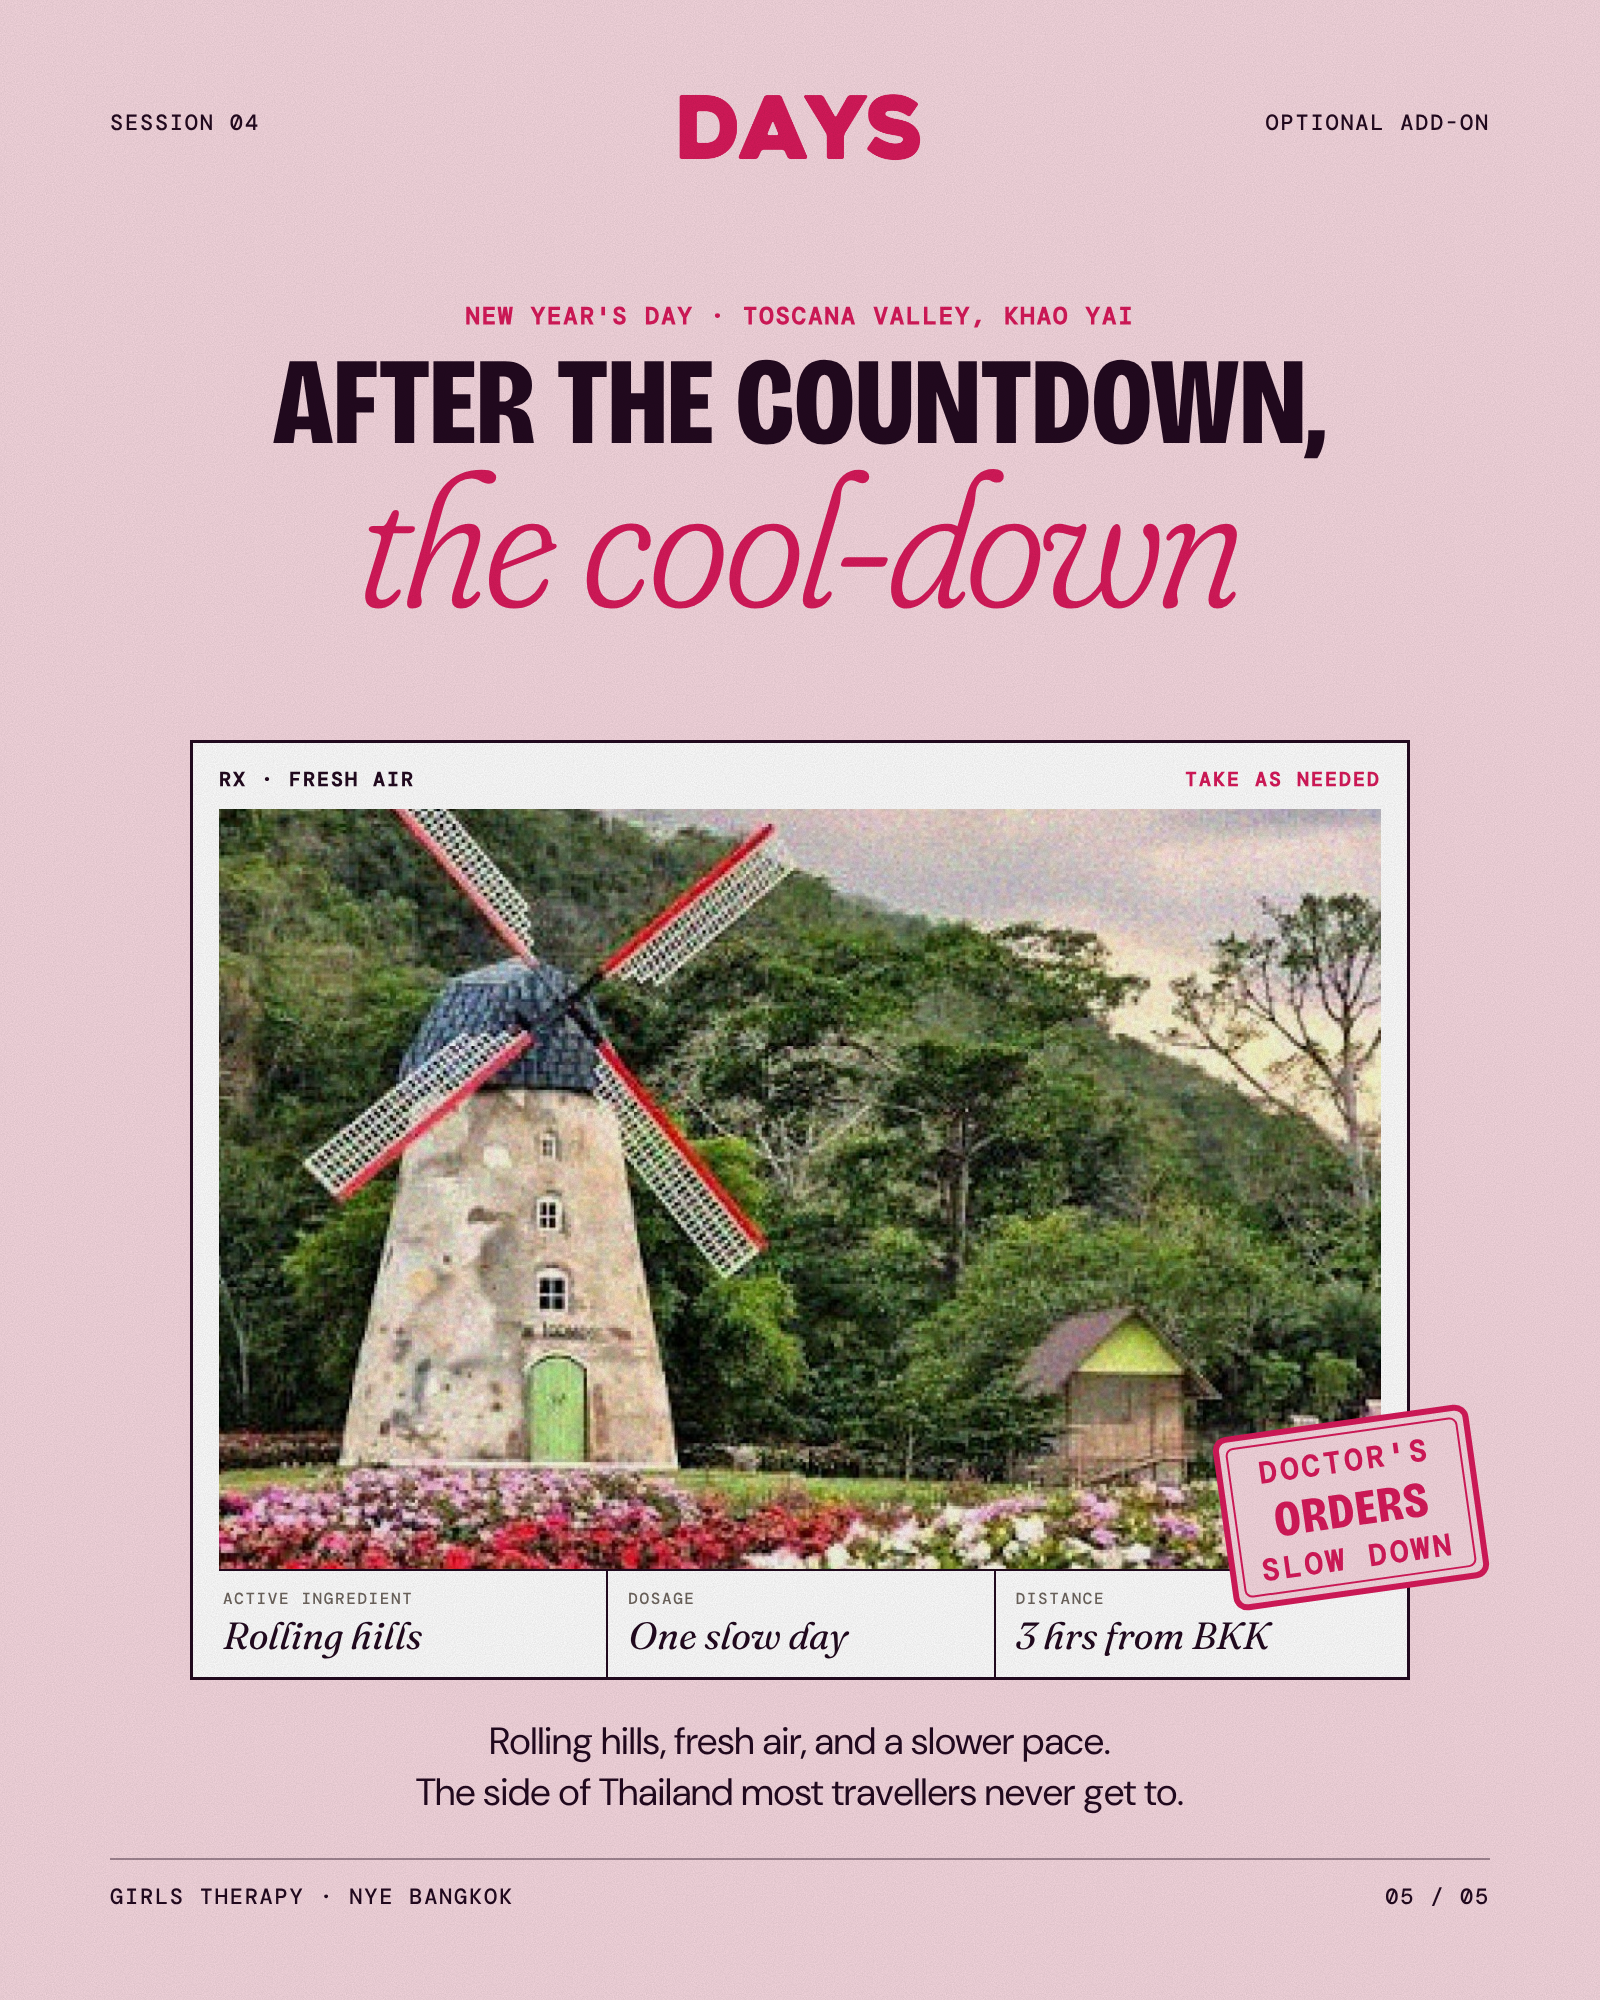 SESSION 04
DAYS
OPTIONAL ADD-ON
NEW YEAR'S DAY · TOSCANA VALLEY, KHAO YAI
AFTER THE COUNTDOWN,
the cool-down
RX · FRESH AIR
TAKE AS NEEDED
DOCTOR'S
ORDERS
SLOW DOWN
ACTIVE INGREDIENT
Rolling hills
DOSAGE
One slow day
DISTANCE
3 hrs from BKK
Rolling hills, fresh air, and a slower pace.
The side of Thailand most travellers never get to.
GIRLS THERAPY · NYE BANGKOK
05 / 05